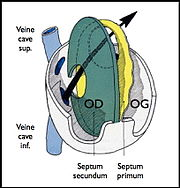 Veine
cave
sup.
OD
OG
Veine
cave
inf.
Septum
secundum
Septum
primum